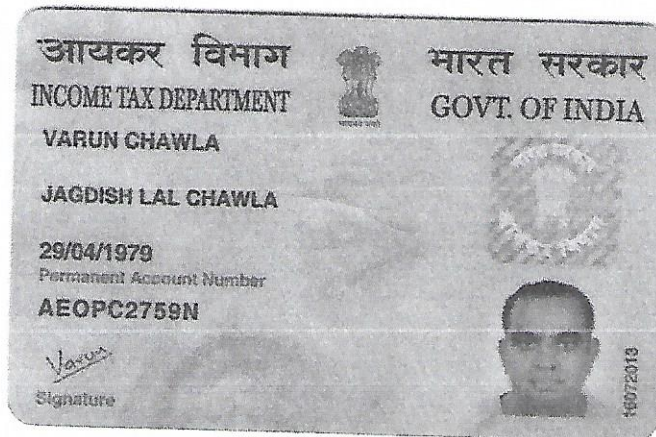 आयकर विभाग
INCOME TAX DEPARTMENT
भारत सरकार
GOVT. OF INDIA
VARUN CHAWLA
JAGDISH LAL CHAWLA
29/04/1979
Permanent Account Number
AEOPC2759N
Varun
Signature
16072013